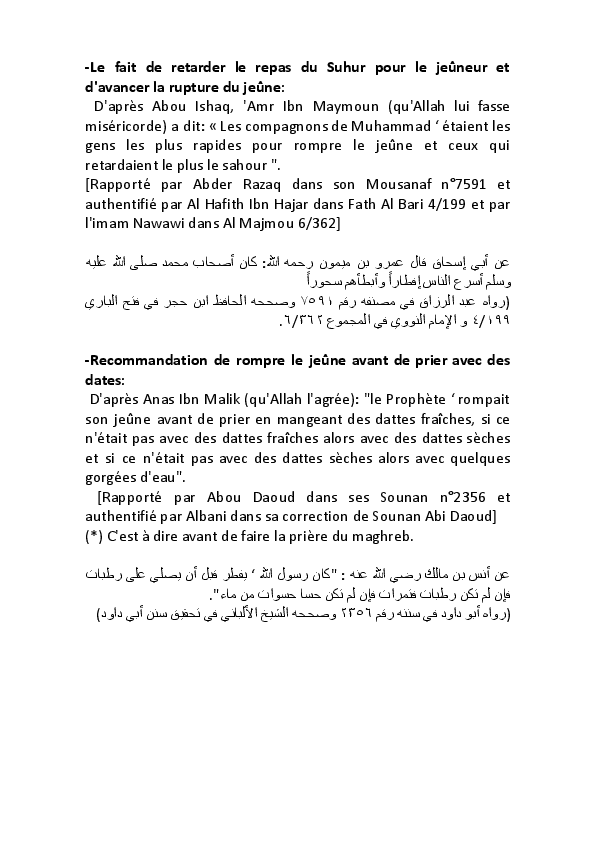 -Le fait de retarder le repas du Suhur pour le jeûneur et
d'avancer la rupture du jeûne:
D'après Abou Ishaq, 'Amr Ibn Maymoun (qu'Allah lui fasse
miséricorde) a dit: « Les compagnons de Muhammad ‘ étaient les
gens les plus rapides pour rompre le jeûne et ceux qui
retardaient le plus le sahour ".
[Rapporté par Abder Razaq dans son Mousanaf n°7591 et
authentifié par Al Hafith Ibn Hajar dans Fath Al Bari 4/199 et par
l'imam Nawawi dans Al Majmou 6/362]
عن أبي إسحاق قال عمرو بن ميمون رحمه الله: كان أصحاب محمد صلى الله عليه
وسلم أسرع الناس إفطاراً وأبطأهم سحوراً
(رواه عبد الرزاق في مصنفه رقم ٧٥٩١ وصححه الحافظ ابن حجر في فتح الباري
٤/١٩٩ و الإمام النووي في المجموع ٦/٣٦٢.
-Recommandation de rompre le jeûne avant de prier avec des
dates:
D'après Anas Ibn Malik (qu'Allah l'agrée): "le Prophète ‘ rompait
son jeûne avant de prier en mangeant des dattes fraîches, si ce
n'était pas avec des dattes fraîches alors avec des dattes sèches
et si ce n'était pas avec des dattes sèches alors avec quelques
gorgées d'eau".
[Rapporté par Abou Daoud dans ses Sounan n°2356 et
authentifié par Albani dans sa correction de Sounan Abi Daoud]
(*) C'est à dire avant de faire la prière du maghreb.
عن أنس بن مالك رضي الله عنه : "كان رسول الله ‘ يفطر قبل أن يصلي على رطبات
فإن لم تكن رطبات فتمرات فإن لم تكن حسا حسوات من ماء".
(رواه أبو داود في سننه رقم ٢٣٥٦ وصححه الشيخ الألباني في تحقيق سنن أبي داود)